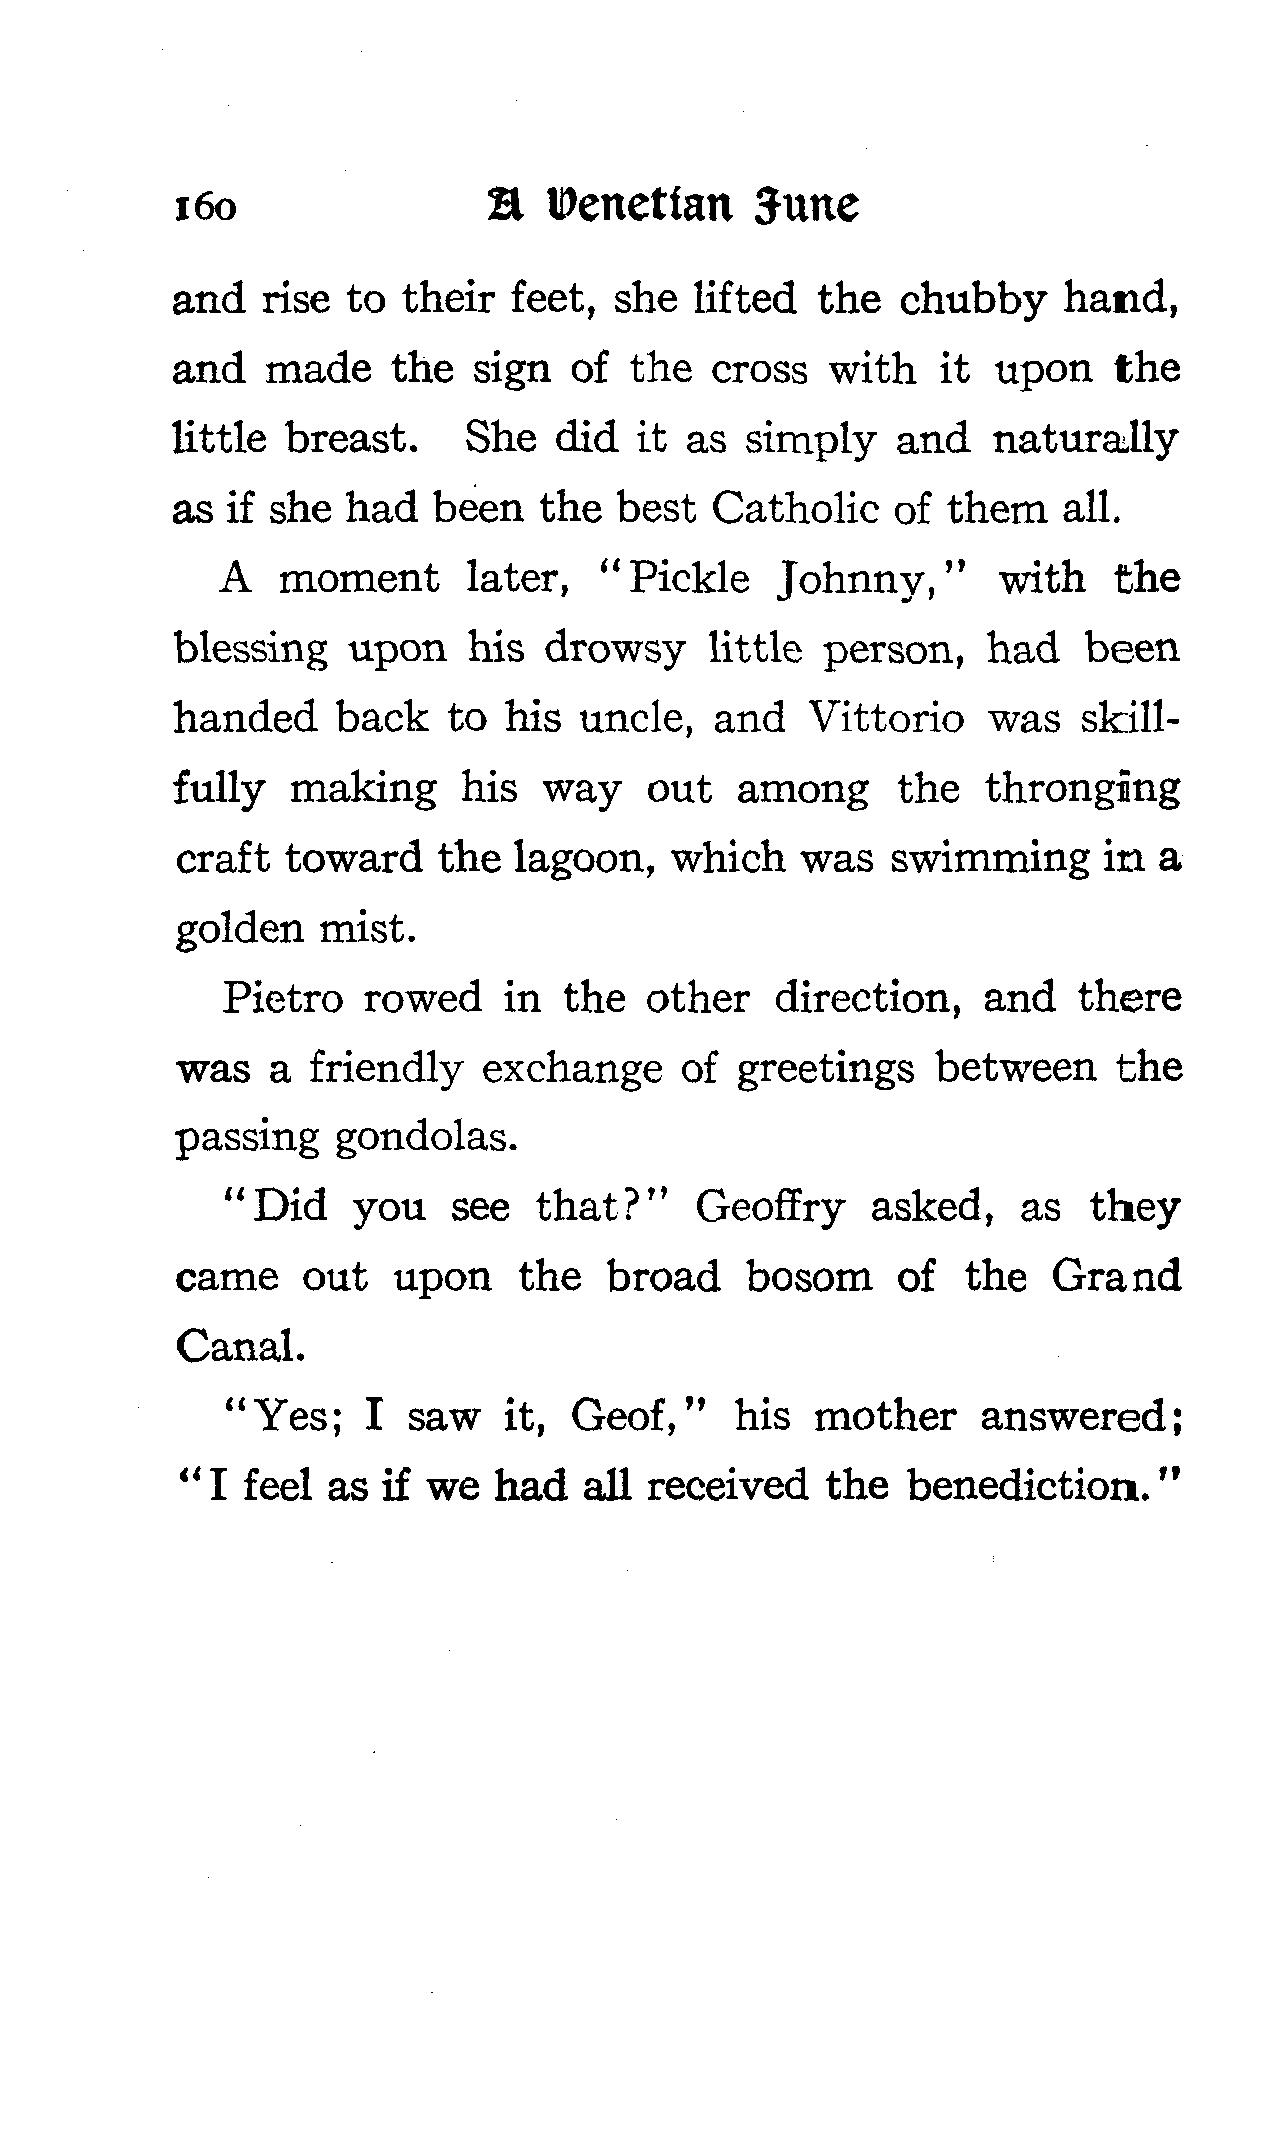 160 A Venetian June
and rise to their feet, she lifted the chubby hand,
and made the sign of the cross with it upon the
little breast. She did it as simply and naturally
as if she had been the best Catholic of them all.
A moment later, "Pickle Johnny," with the
blessing upon his drowsy little person, had been
handed back to his uncle, and Vittorio was skill-
fully making his way out among the thronging
craft toward the lagoon, which was swimming in a
golden mist.
Pietro rowed in the other direction, and there
was a friendly exchange of greetings between the
passing gondolas.
"Did you see that?" Geoffry asked, as they
came out upon the broad bosom of the Grand
Canal.
"Yes; I saw it, Geof," his mother answered;
"I feel as if we had all received the benediction."